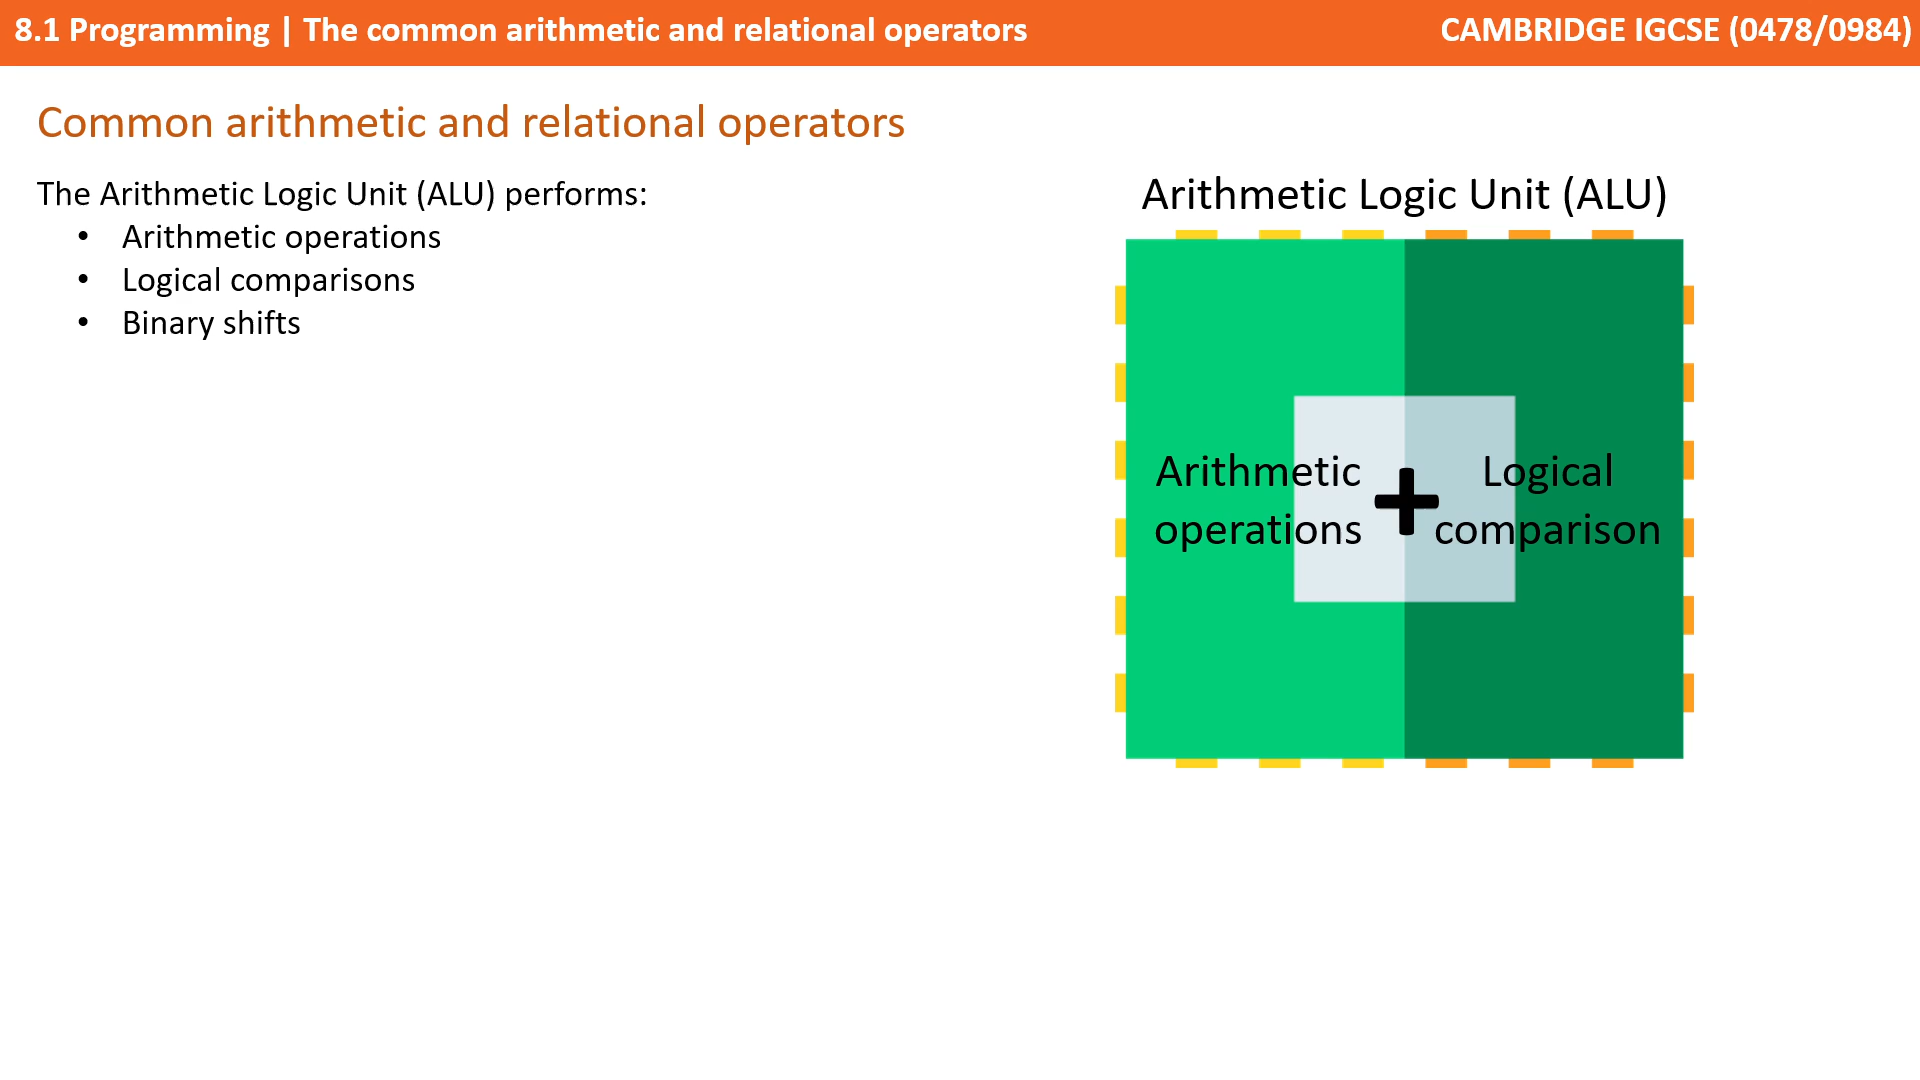 8.1 Programming | The common arithmetic and relational operators
CAMBRIDGE IGCSE (0478/0984)
Common arithmetic and relational operators
The Arithmetic Logic Unit (ALU) performs:
• Arithmetic operations
• Logical comparisons
• Binary shifts
Arithmetic Logic Unit (ALU)
Arithmetic
operations
+
Logical
comparison